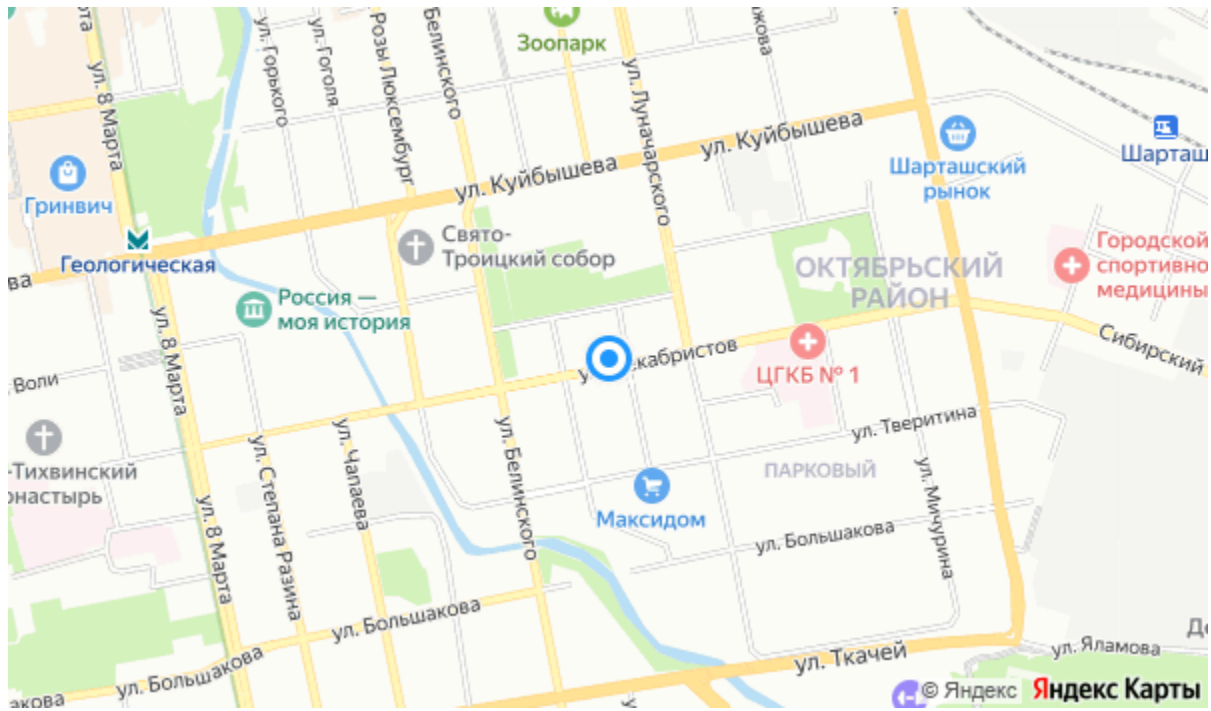 Зоопарк
ул. Горького
ул. Гоголя
Розы Люксембург
Белинского
ул. 8 Марта
ул. Луначарского
ул. Куйбышева
ул. Куйбышева
Шарташский
рынок
Шарташ
Гринвич
Геологическая
Свято-
Троицкий собор
ОКТЯБРЬСКИЙ
РАЙОН
Городской
спортивно
медицины
Россия —
моя история
Сибирский
ЦГКБ № 1
Воли
ул. 8 Марта
ул. Тверитина
-Тихвинский
онастырь
ул. Степана Разина
ул. Чапаева
ул. Белинского
ПАРКОВЫЙ
Максидом
ул. Мичурина
ул. Большакова
ул. 8 Марта
ул. Большакова
ул. Большакова
акова
ул. Ткачей
ул. Яламова
© Яндекс Яндекс Карты